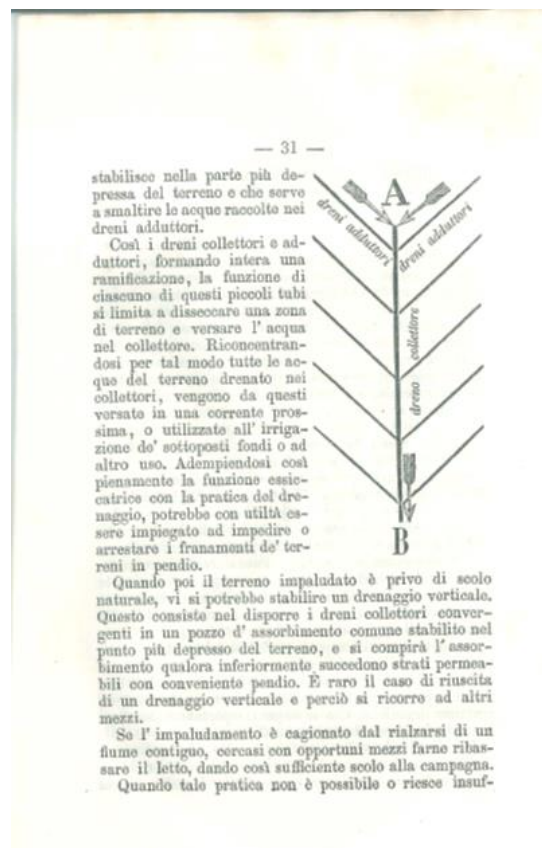 — 31 —
stabilisce nella parte più de-
pressa del terreno e che serve
a smaltire le acque raccolte nei
dreni adduttori.
Così i dreni collettori e ad-
duttori, formando intera una
ramificazione, la funzione di
ciascuno di questi piccoli tubi
si limita a disseccare una zona
di terreno e versare l' acqua
nel collettore. Riconcentran-
dosi per tal modo tutte le ac-
que del terreno drenato nei
collettori, vengono da questi
versate in una corrente pros-
sima, o utilizzate all' irriga-
zione de' sottoposti fondi o ad
altro uso. Adempiendosi così
pienamente la funzione essic-
catrice con la pratica del dre-
naggio, potrebbe con utiltà es-
sere impiegato ad impedire o
arrestare i franamenti de' ter-
reni in pendio.
A
dreni adduttori
dreni adduttori
dreno collettore
B
Quando poi il terreno impaludato è privo di scolo
naturale, vi si potrebbe stabilire un drenaggio verticale.
Questo consiste nel disporre i dreni collettori conver-
genti in un pozzo d' assorbimento comune stabilito nel
punto più depresso del terreno, e si compirà l' assor-
bimento qualora inferiormente succedono strati permea-
bili con conveniente pendio. È raro il caso di riuscita
di un drenaggio verticale e perciò si ricorre ad altri
mezzi.
Se l' impaludamento è cagionato dal rialzarsi di un
fiume contiguo, cercasi con opportuni mezzi farne ribas-
sare il letto, dando così sufficiente scolo alla campagna.
Quando tale pratica non è possibile o riesce insuf-